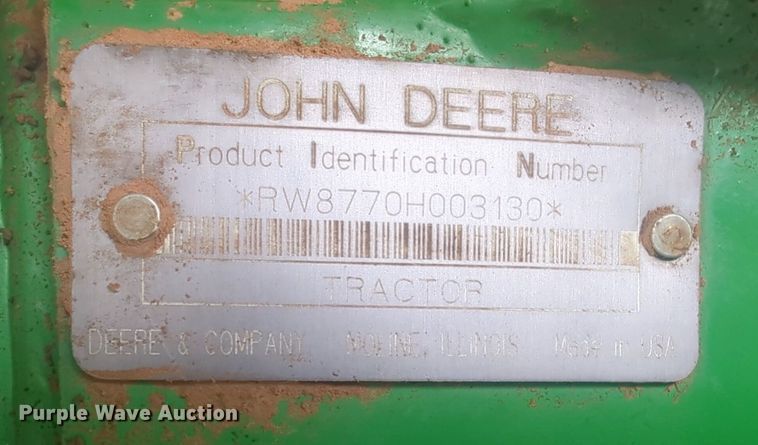 JOHN DEERE
Product Identification Number
*RW8770H003130*
TRACTOR
DEERE & COMPANY MOLINE, ILLINOIS Made in USA
Purple Wave Auction